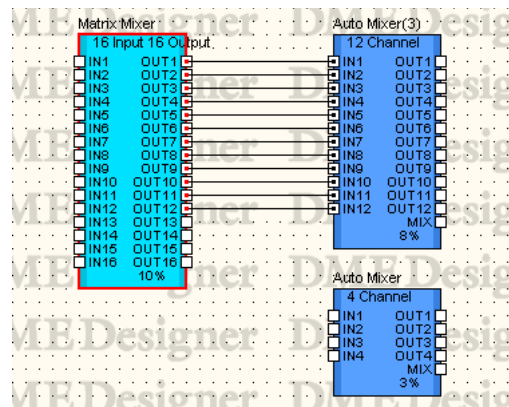 Matrix Mixer
16 Input 16 Output
IN1 OUT1
IN2 OUT2
IN3 OUT3
IN4 OUT4
IN5 OUT5
IN6 OUT6
IN7 OUT7
IN8 OUT8
IN9 OUT9
IN10 OUT10
IN11 OUT11
IN12 OUT12
IN13 OUT13
IN14 OUT14
IN15 OUT15
IN16 OUT16
10%
Auto Mixer(3)
12 Channel
IN1 OUT1
IN2 OUT2
IN3 OUT3
IN4 OUT4
IN5 OUT5
IN6 OUT6
IN7 OUT7
IN8 OUT8
IN9 OUT9
IN10 OUT10
IN11 OUT11
IN12 OUT12
MIX
8%
Auto Mixer
4 Channel
IN1 OUT1
IN2 OUT2
IN3 OUT3
IN4 OUT4
MIX
3%
DME Designer